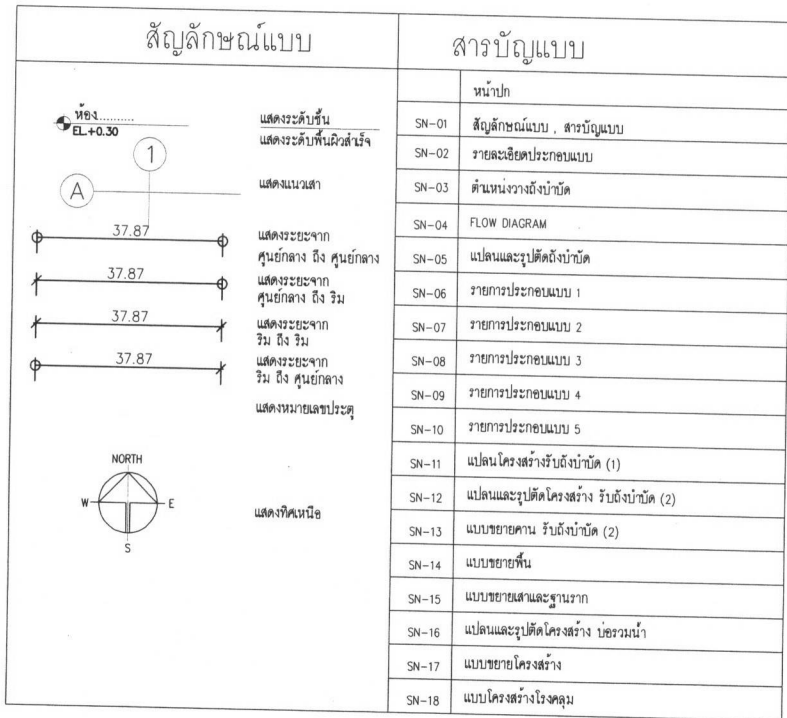 สัญลักษณ์แบบ
ห้อง..........
EL.+0.30
แสดงระดับชั้น
แสดงระดับพื้นผิวสำเร็จ
1
A
แสดงแนวเสา
37.87
แสดงระยะจาก
ศูนย์กลาง ถึง ศูนย์กลาง
37.87
แสดงระยะจาก
ศูนย์กลาง ถึง ริม
37.87
แสดงระยะจาก
ริม ถึง ริม
37.87
แสดงระยะจาก
ริม ถึง ศูนย์กลาง
แสดงหมายเลขประตู
NORTH
W
E
S
แสดงทิศเหนือ
สารบัญแบบ
หน้าปก
SN-01 สัญลักษณ์แบบ , สารบัญแบบ
SN-02 รายละเอียดประกอบแบบ
SN-03 ตำแหน่งวางถังบำบัด
SN-04 FLOW DIAGRAM
SN-05 แปลนและรูปตัดถังบำบัด
SN-06 รายการประกอบแบบ 1
SN-07 รายการประกอบแบบ 2
SN-08 รายการประกอบแบบ 3
SN-09 รายการประกอบแบบ 4
SN-10 รายการประกอบแบบ 5
SN-11 แปลนโครงสร้างรับถังบำบัด (1)
SN-12 แปลนและรูปตัดโครงสร้าง รับถังบำบัด (2)
SN-13 แบบขยายคาน รับถังบำบัด (2)
SN-14 แบบขยายพื้น
SN-15 แบบขยายเสาและฐานราก
SN-16 แปลนและรูปตัดโครงสร้าง บ่อรวมน้ำ
SN-17 แบบขยายโครงสร้าง
SN-18 แบบโครงสร้างโรงคลุม